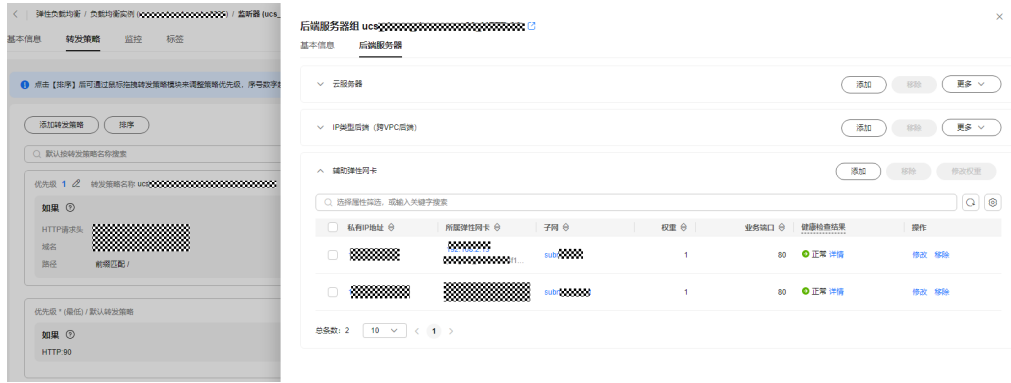 弹性负载均衡 / 负载均衡实例 ( ) / 监听器 (ucs_
基本信息 转发策略 监控 标签
点击【排序】后可通过鼠标拖拽转发策略模块来调整策略优先级，序号数字越
添加转发策略 排序
默认按转发策略名称搜索
优先级 1 转发策略名称 ucs
如果
HTTP请求头
域名
路径 前缀匹配 /
优先级 * (最低) / 默认转发策略
如果
HTTP:90
后端服务器组 ucs
基本信息 后端服务器
云服务器 添加 移除 更多
IP类型后端（跨VPC后端） 添加 移除 更多
辅助弹性网卡 添加 移除 修改权重
选择属性筛选，或输入关键字搜索
私有IP地址 所属弹性网卡 子网 权重 业务端口 健康检查结果 操作
subn 1 80 正常 详情 修改 移除
subn 1 80 正常 详情 修改 移除
总条数: 2 10 1